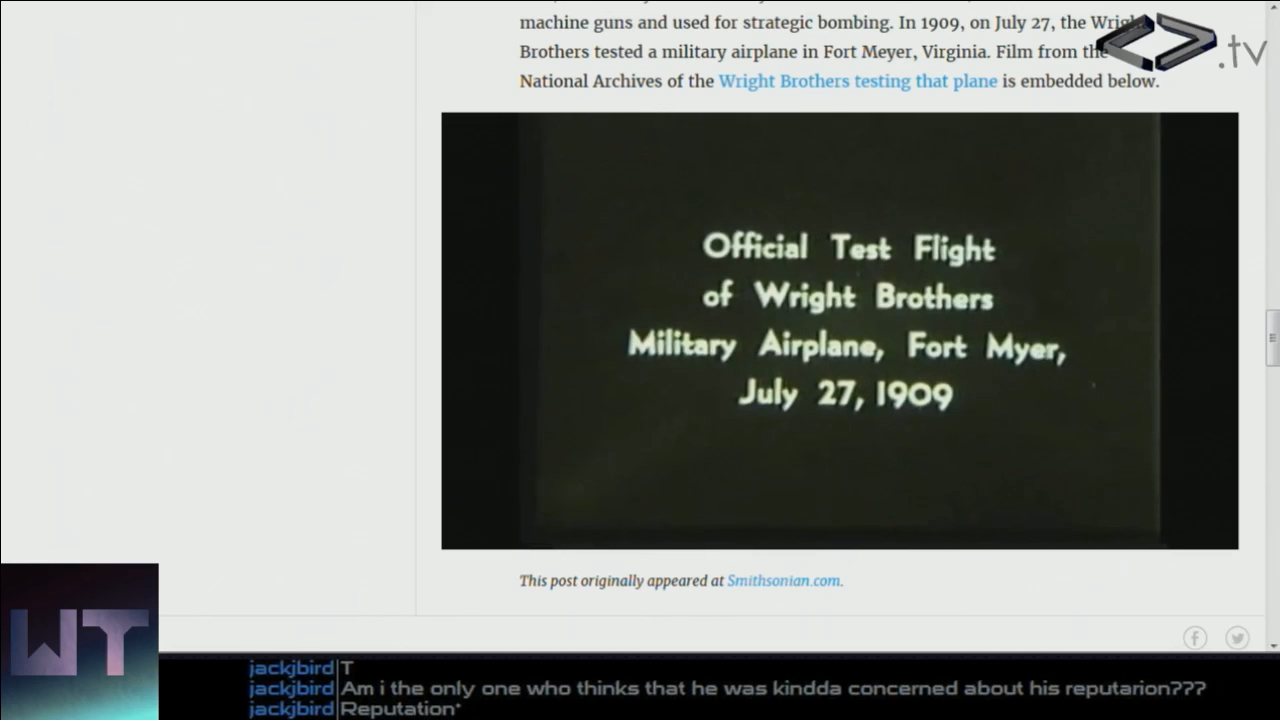 machine guns and used for strategic bombing. In 1909, on July 27, the Wright
Brothers tested a military airplane in Fort Meyer, Virginia. Film from the
National Archives of the Wright Brothers testing that plane is embedded below.
<>.tv
Official Test Flight
of Wright Brothers
Military Airplane, Fort Myer,
July 27, 1909
This post originally appeared at Smithsonian.com.
WT
jackjbird|T
jackjbird|Am i the only one who thinks that he was kindda concerned about his reputarion???
jackjbird|Reputation*